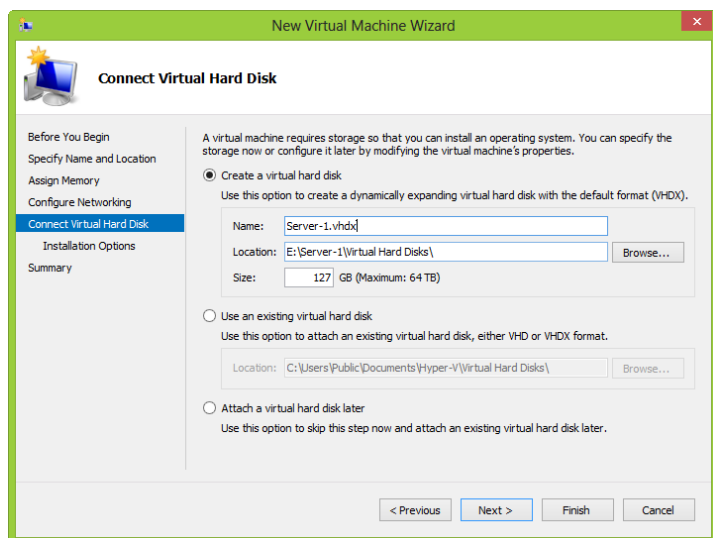 New Virtual Machine Wizard
Connect Virtual Hard Disk
Before You Begin
Specify Name and Location
Assign Memory
Configure Networking
Connect Virtual Hard Disk
Installation Options
Summary
A virtual machine requires storage so that you can install an operating system. You can specify the
storage now or configure it later by modifying the virtual machine's properties.
Create a virtual hard disk
Use this option to create a dynamically expanding virtual hard disk with the default format (VHDX).
Name: Server-1.vhdx
Location: E:\Server-1\Virtual Hard Disks\ Browse...
Size: 127 GB (Maximum: 64 TB)
Use an existing virtual hard disk
Use this option to attach an existing virtual hard disk, either VHD or VHDX format.
Location: C:\Users\Public\Documents\Hyper-V\Virtual Hard Disks\ Browse...
Attach a virtual hard disk later
Use this option to skip this step now and attach an existing virtual hard disk later.
< Previous Next > Finish Cancel